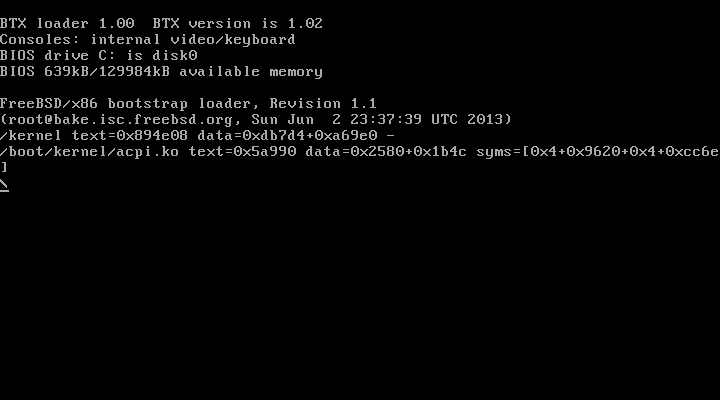 BTX loader 1.00  BTX version is 1.02
Consoles: internal video/keyboard
BIOS drive C: is disk0
BIOS 639kB/129984kB available memory
FreeBSD/x86 bootstrap loader, Revision 1.1
(root@bake.isc.freebsd.org, Sun Jun  2 23:37:39 UTC 2013)
/kernel text=0x894e08 data=0xdb7d4+0xa69e0 -
/boot/kernel/acpi.ko text=0x5a990 data=0x2580+0x1b4c syms=[0x4+0x9620+0x4+0xcc6e
]
\